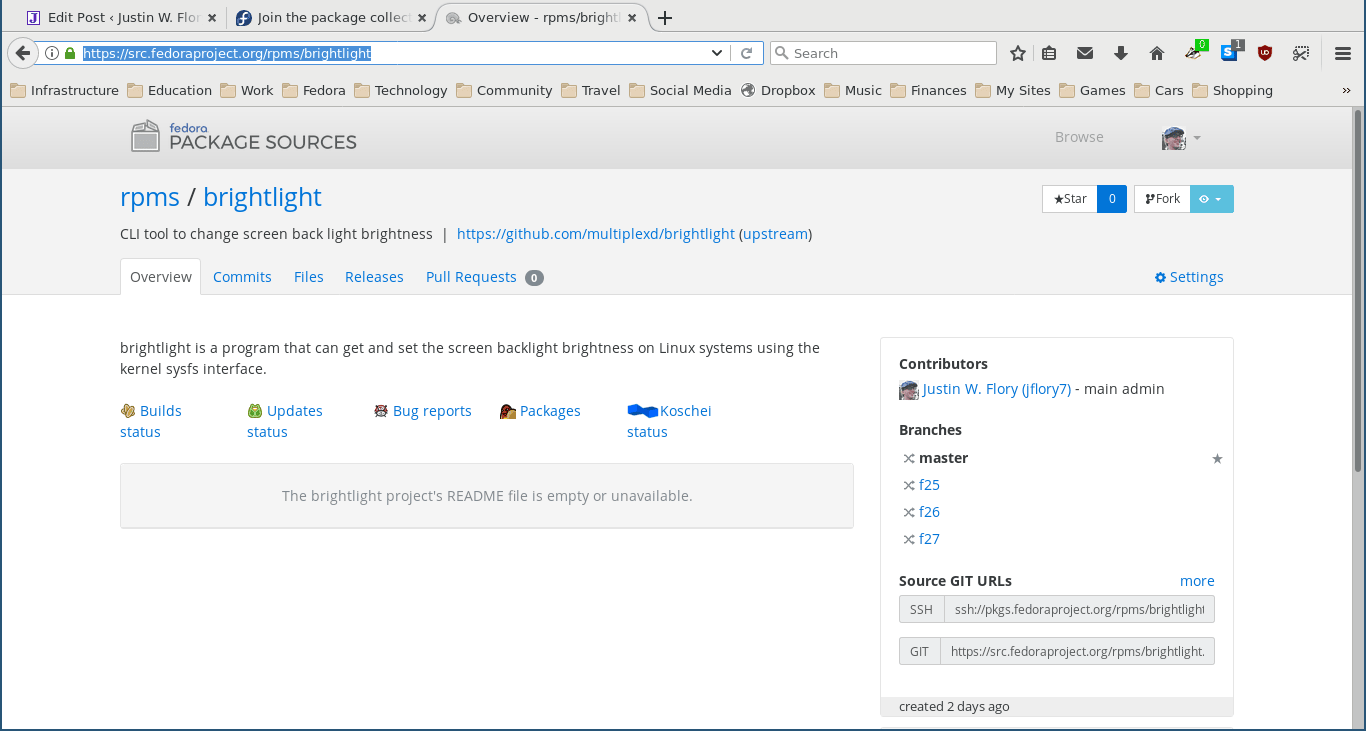 Edit Post ‹ Justin W. Flor
Join the package collect
Overview - rpms/brightl
https://src.fedoraproject.org/rpms/brightlight
Search
0
1
Infrastructure Education Work Fedora Technology Community Travel Social Media Dropbox Music Finances My Sites Games Cars Shopping »
fedora
PACKAGE SOURCES
Browse
rpms / brightlight
Star 0 Fork
CLI tool to change screen back light brightness | https://github.com/multiplexd/brightlight (upstream)
Overview Commits Files Releases Pull Requests 0 Settings
brightlight is a program that can get and set the screen backlight brightness on Linux systems using the
kernel sysfs interface.
Builds
status
Updates
status
Bug reports
Packages
Koschei
status
The brightlight project's README file is empty or unavailable.
Contributors
Justin W. Flory (jflory7) - main admin
Branches
master
f25
f26
f27
Source GIT URLs more
SSH ssh://pkgs.fedoraproject.org/rpms/brightlight
GIT https://src.fedoraproject.org/rpms/brightlight.
created 2 days ago